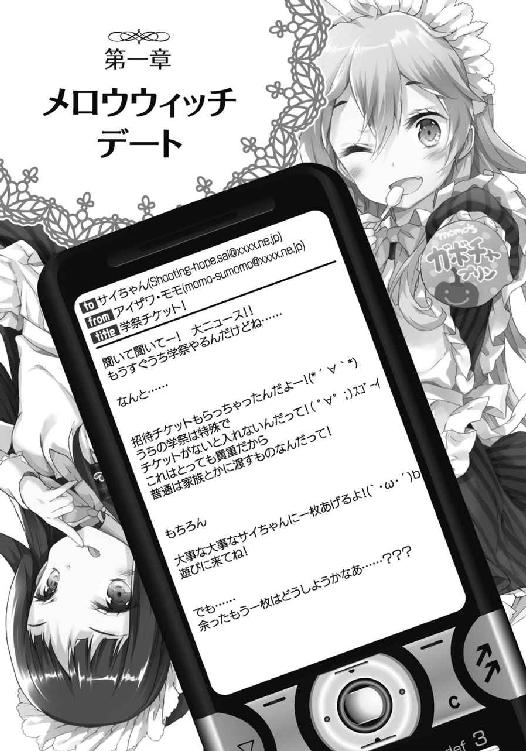 第一章
メロウウィッチ
デート
to サイちゃん(Shooting-hope.sai@xxxx.ne.jp)
from アイザワ・モモ(momo-sumomo@xxxx.ne.jp)
title 学祭チケット!
聞いて聞いてー! 大ニュース!!
もうすぐうち学祭やるんだけどね……
なんと……
招待チケットもらっちゃったんだよー!(*´∀`*)
うちの学祭は特殊で
チケットがないと入れないんだって!(ﾟ∀ﾟ;)ｽｺﾞｰｲ
これはとっても貴重だから
普通は家族とかに渡すものなんだって!
もちろん
大事な大事なサイちゃんに一枚あげるよ!(｀・ω・´)ﾛ
遊びに来てね!
でも……
余ったもう一枚はどうしようかなあ……???
カボチャ
プリン
C
def 3